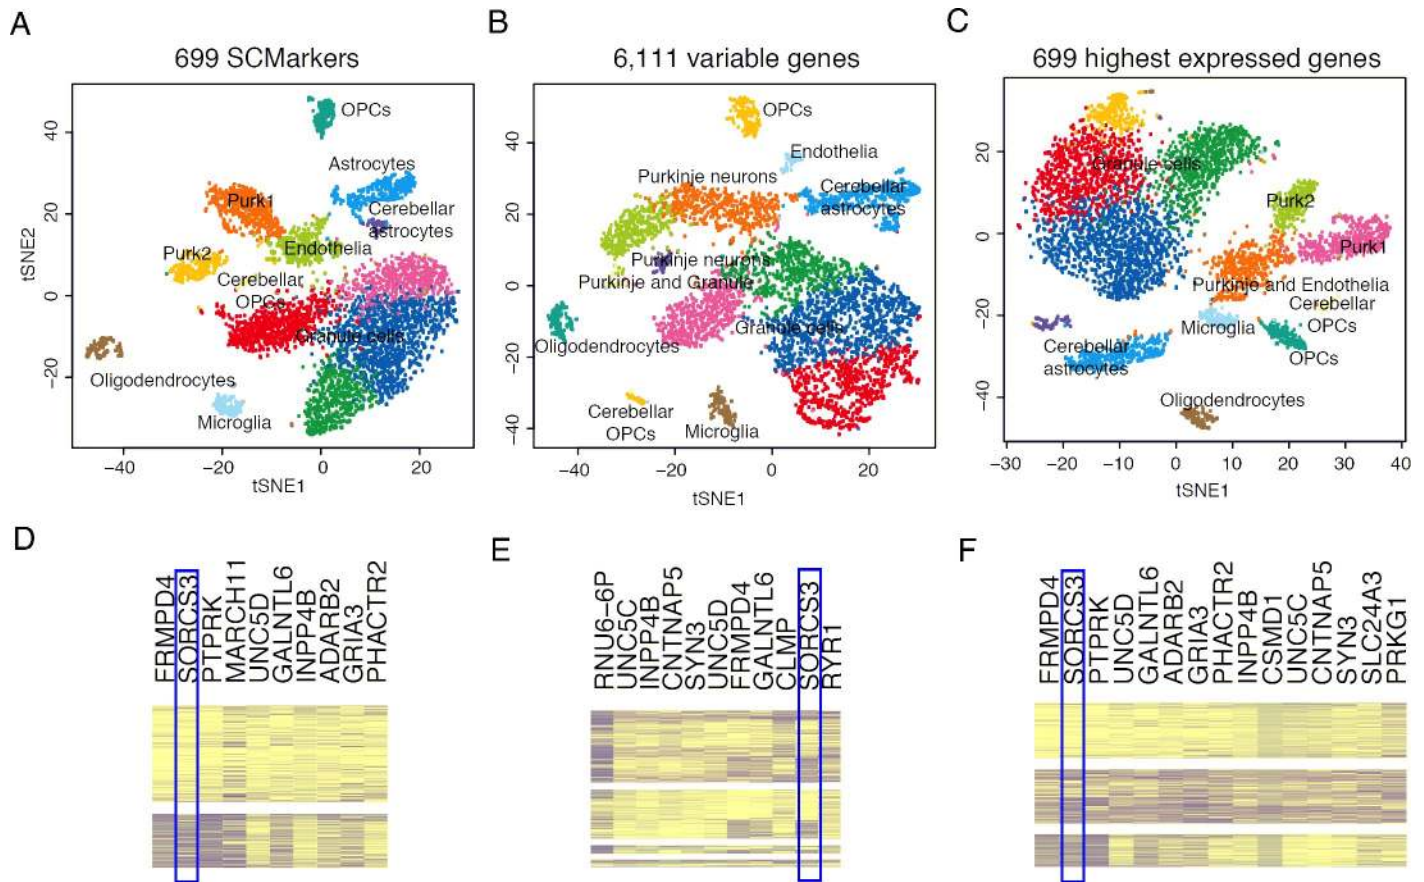 A
699 SCMarkers
tSNE2
40
20
0
-20
-40
-20
0
20
tSNE1
OPCs
Astrocytes
Purk1
Cerebellar
astrocytes
Purk2
Endothelia
Cerebellar
OPCs
Granule cells
Oligodendrocytes
Microglia
B
6,111 variable genes
40
20
0
-20
-40
-40
-20
0
20
tSNE1
OPCs
Endothelia
Purkinje neurons
Cerebellar
astrocytes
Purkinje neurons
Purkinje and Granule
Granule cells
Oligodendrocytes
Cerebellar
OPCs
Microglia
C
699 highest expressed genes
20
0
-20
-40
-30
-20
-10
0
10
20
30
40
tSNE1
Granule cells
Purk2
Purk1
Purkinje and Endothelia
Cerebellar
OPCs
Microglia
OPCs
Cerebellar
astrocytes
Oligodendrocytes
D
FRMPD4
SORCS3
PTPRK
MARCH11
UNC5D
GALNTL6
INPP4B
ADARB2
GRIA3
PHACTR2
E
RNU6-6P
UNC5C
INPP4B
CNTNAP5
SYN3
UNC5D
FRMPD4
GALNTL6
CLMP
SORCS3
RYR1
F
FRMPD4
SORCS3
PTPRK
UNC5D
GALNTL6
ADARB2
GRIA3
PHACTR2
INPP4B
CSMD1
UNC5C
CNTNAP5
SYN3
SLC24A3
PRKG1